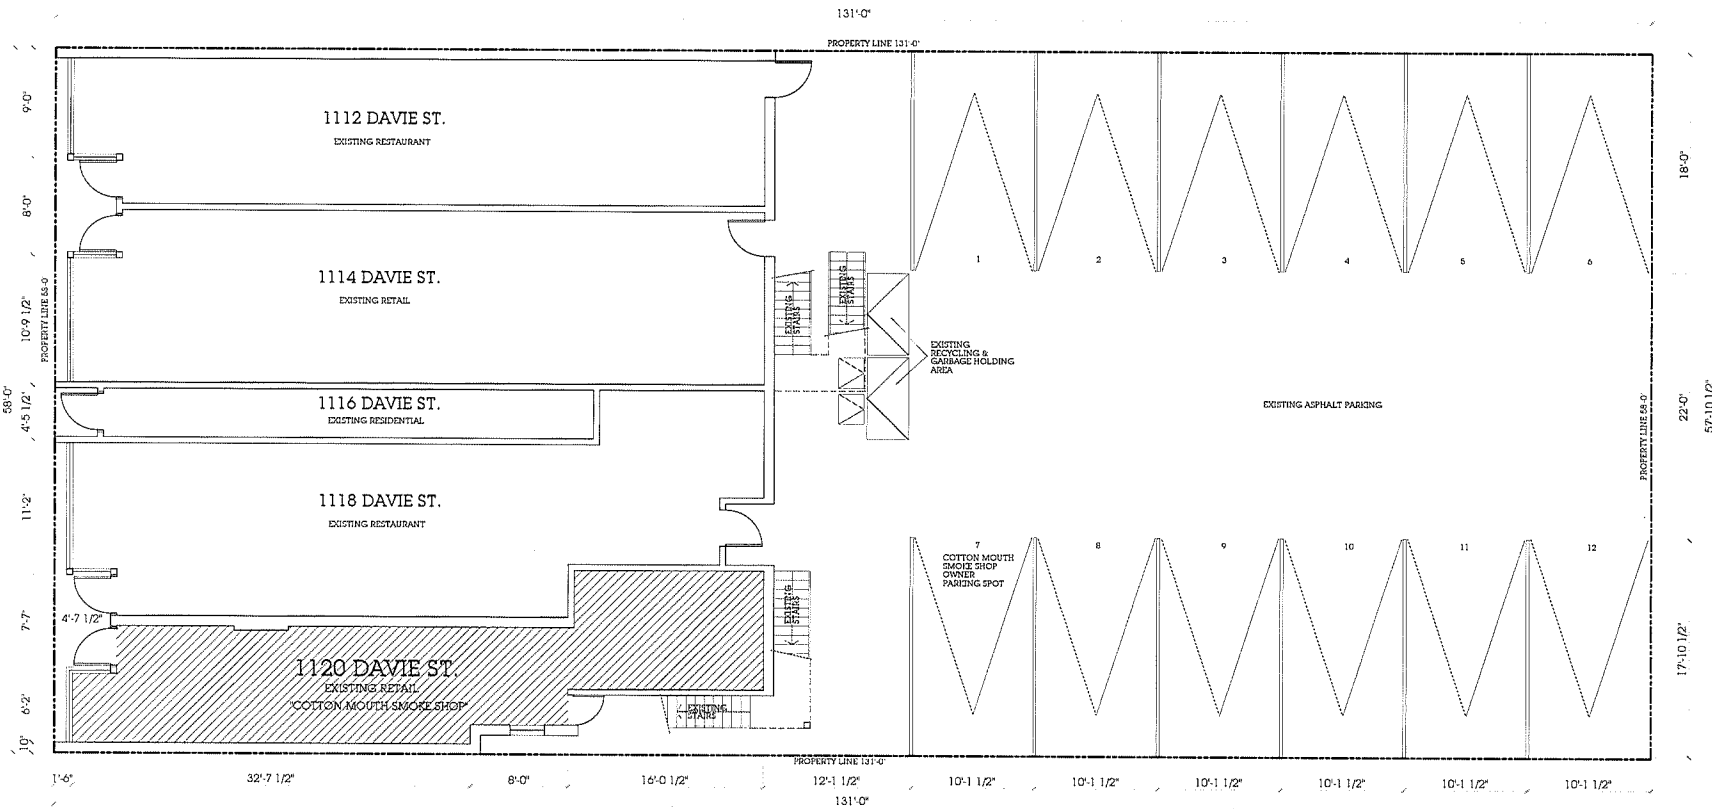 131'-0"
PROPERTY LINE 131'-0"
9'-0"
8'-0"
10'-9 1/2"
4'-5 1/2"
11'-2"
7'-7"
6'-2"
10"
58'-0"
PROPERTY LINE 58'-0"
1112 DAVIE ST.
EXISTING RESTAURANT
1114 DAVIE ST.
EXISTING RETAIL
1116 DAVIE ST.
EXISTING RESIDENTIAL
1118 DAVIE ST.
EXISTING RESTAURANT
4'-7 1/2"
1120 DAVIE ST.
EXISTING RETAIL
"COTTON MOUTH SMOKE SHOP"
EXISTING
STAIRS
EXISTING
STAIRS
EXISTING
STAIRS
EXISTING
STAIRS
EXISTING
RECYCLING &
GARBAGE HOLDING
AREA
1
2
3
4
5
6
EXISTING ASPHALT PARKING
7
COTTON MOUTH
SMOKE SHOP
OWNER
PARKING SPOT
8
9
10
11
12
PROPERTY LINE 58'-0"
18'-0"
22'-0"
17'-10 1/2"
57'-10 1/2"
PROPERTY LINE 131'-0"
1'-6"
32'-7 1/2"
8'-0"
16'-0 1/2"
12'-1 1/2"
10'-1 1/2"
10'-1 1/2"
10'-1 1/2"
10'-1 1/2"
10'-1 1/2"
10'-1 1/2"
131'-0"